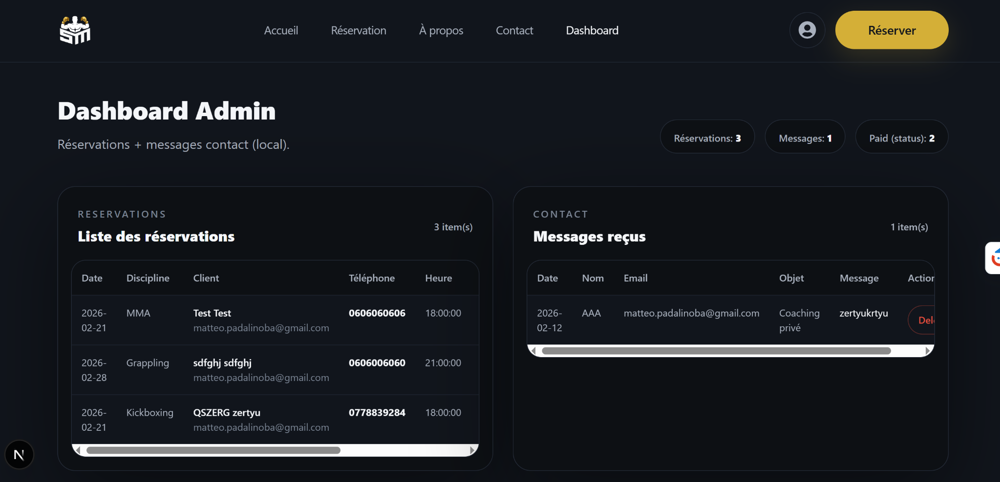 SM
Accueil
Réservation
À propos
Contact
Dashboard
Réserver
Dashboard Admin
Réservations + messages contact (local).
Réservations: 3
Messages: 1
Paid (status): 2
RESERVATIONS
Liste des réservations
3 item(s)
Date Discipline Client Téléphone Heure
2026-02-21 MMA Test Test 0606060606 18:00:00
matteo.padalinoba@gmail.com
2026-02-28 Grappling sdfghj sdfghj 0606006060 21:00:00
matteo.padalinoba@gmail.com
2026-02-21 Kickboxing QSZERG zertyu 0778839284 18:00:00
matteo.padalinoba@gmail.com
CONTACT
Messages reçus
1 item(s)
Date Nom Email Objet Message Action
2026-02-12 AAA matteo.padalinoba@gmail.com Coaching privé zertyukrtyu Del
N